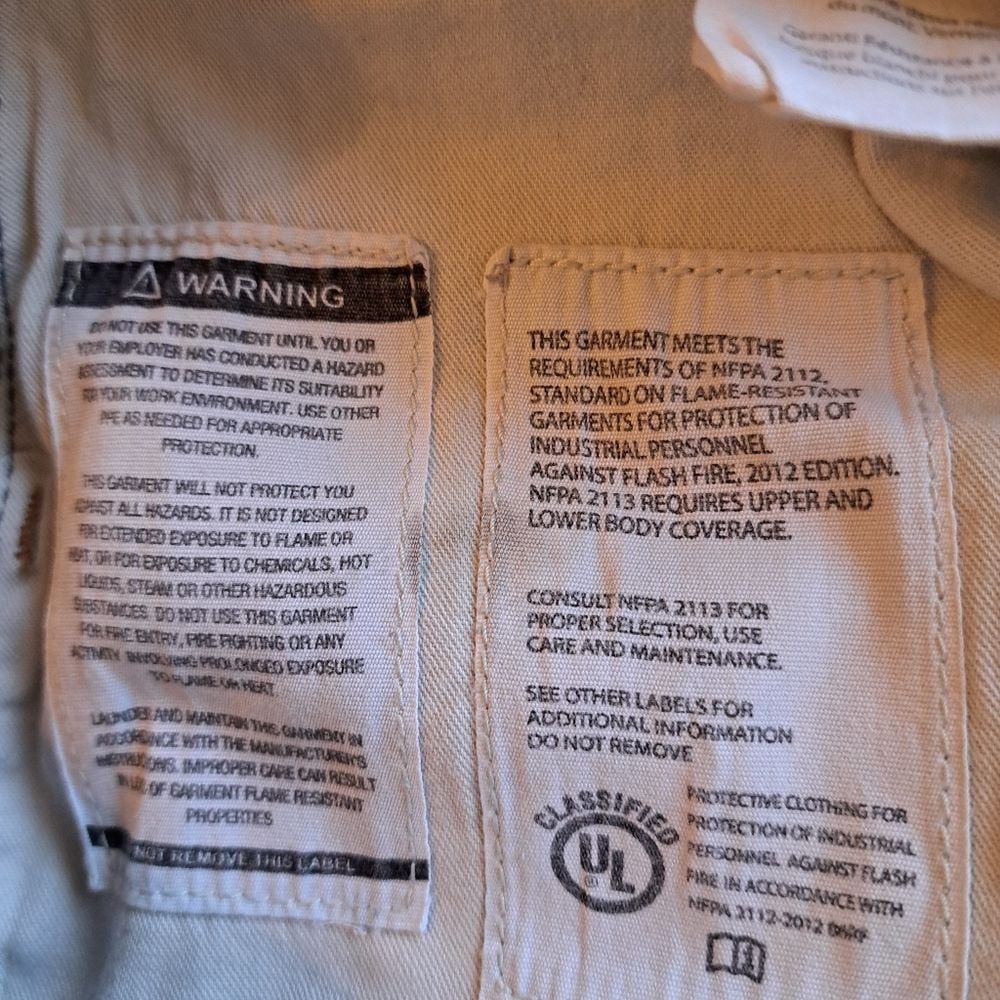 WARNING
DO NOT USE THIS GARMENT UNTIL YOU OR
YOUR EMPLOYER HAS CONDUCTED A HAZARD
ASSESSMENT TO DETERMINE ITS SUITABILITY
FOR YOUR WORK ENVIRONMENT. USE OTHER
PPE AS NEEDED FOR APPROPRIATE
PROTECTION.
THIS GARMENT WILL NOT PROTECT YOU
AGAINST ALL HAZARDS. IT IS NOT DESIGNED
FOR EXTENDED EXPOSURE TO FLAME OR
HEAT, OR FOR EXPOSURE TO CHEMICALS, HOT
LIQUIDS, STEAM OR OTHER HAZARDOUS
SUBSTANCES. DO NOT USE THIS GARMENT
FOR FIRE ENTRY, FIRE FIGHTING OR ANY
ACTIVITY INVOLVING PROLONGED EXPOSURE
TO FLAME OR HEAT
LAUNDER AND MAINTAIN THIS GARMENT IN
ACCORDANCE WITH THE MANUFACTURER'S
INSTRUCTIONS. IMPROPER CARE CAN RESULT
IN LOSS OF GARMENT FLAME RESISTANT
PROPERTIES
NOT REMOVE THIS LABEL
THIS GARMENT MEETS THE
REQUIREMENTS OF NFPA 2112,
STANDARD ON FLAME-RESISTANT
GARMENTS FOR PROTECTION OF
INDUSTRIAL PERSONNEL
AGAINST FLASH FIRE, 2012 EDITION.
NFPA 2113 REQUIRES UPPER AND
LOWER BODY COVERAGE.
CONSULT NFPA 2113 FOR
PROPER SELECTION, USE
CARE AND MAINTENANCE.
SEE OTHER LABELS FOR
ADDITIONAL INFORMATION
DO NOT REMOVE
CLASSIFIED
UL
®
PROTECTIVE CLOTHING FOR
PROTECTION OF INDUSTRIAL
PERSONNEL AGAINST FLASH
FIRE IN ACCORDANCE WITH
NFPA 2112-2012